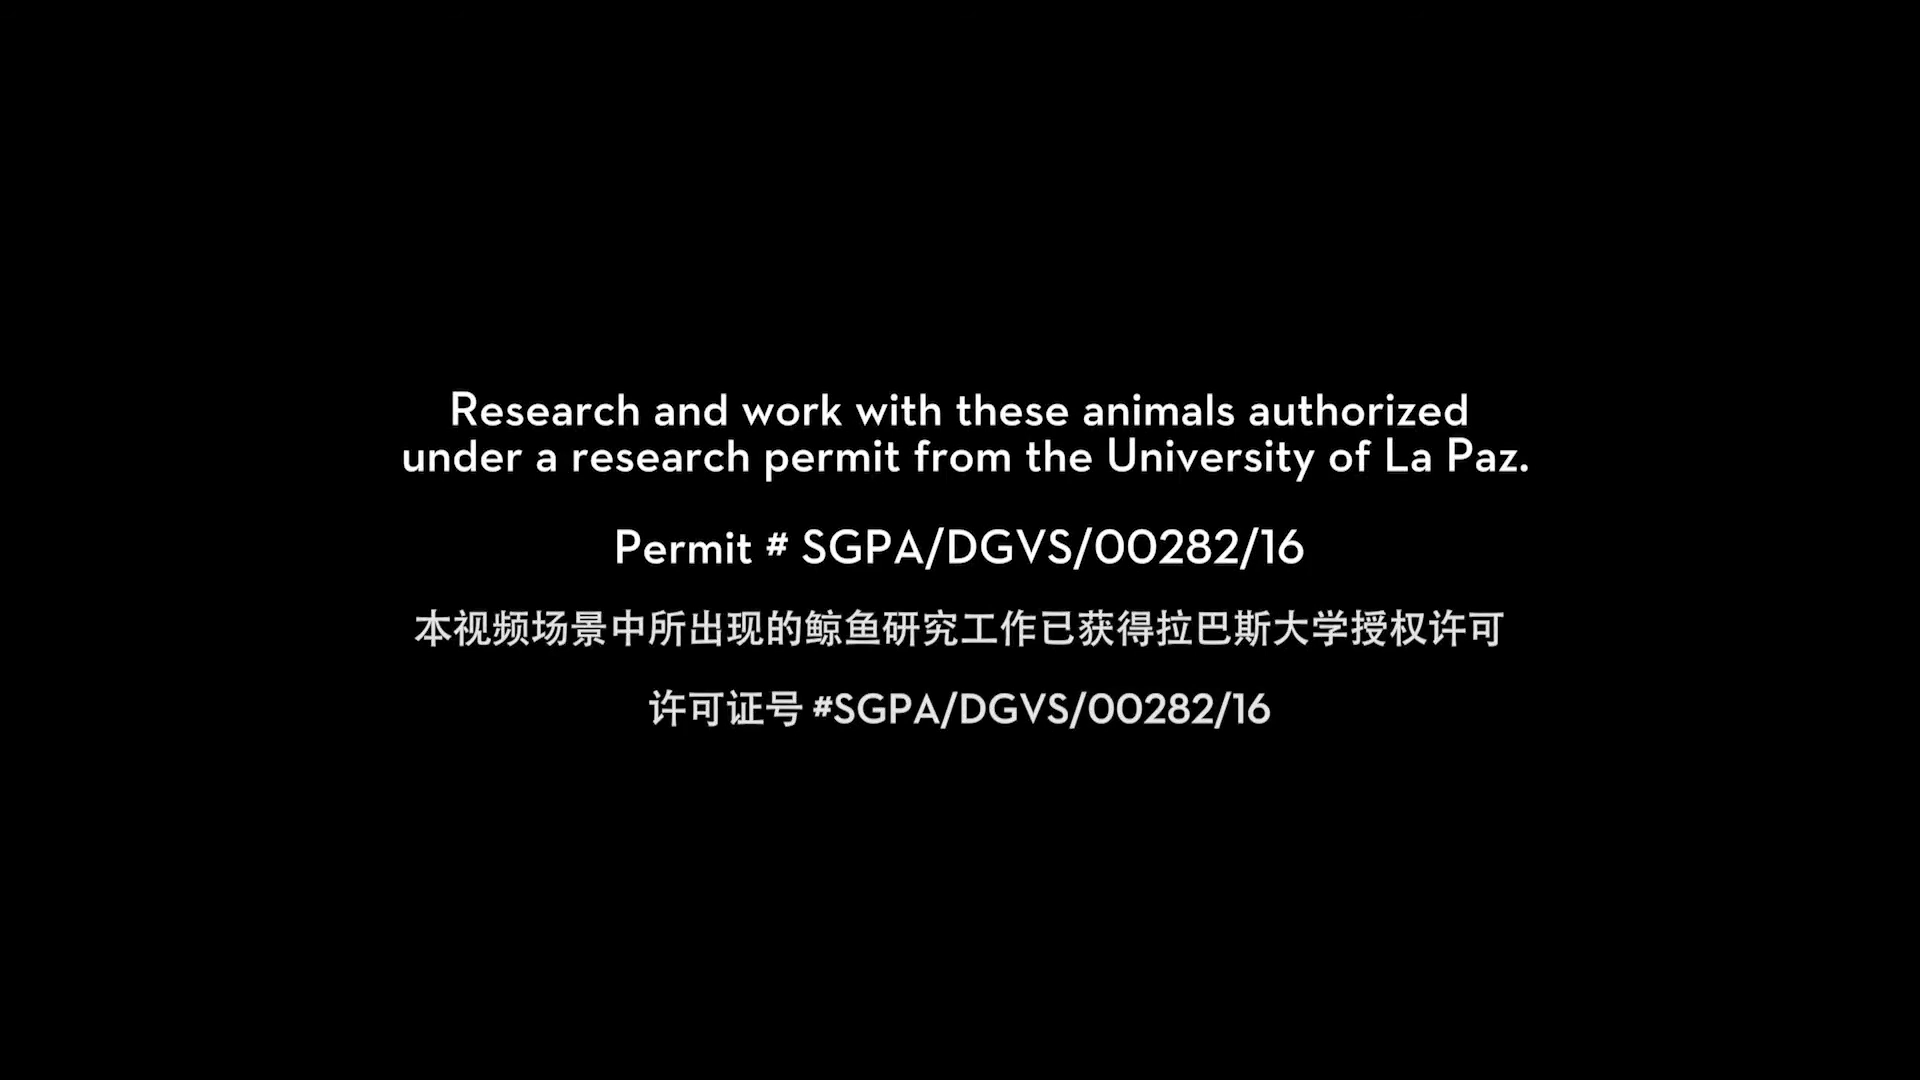 Research and work with these animals authorized
under a research permit from the University of La Paz.
Permit # SGPA/DGVS/00282/16
本视频场景中所出现的鲸鱼研究工作已获得拉巴斯大学授权许可
许可证号 #SGPA/DGVS/00282/16